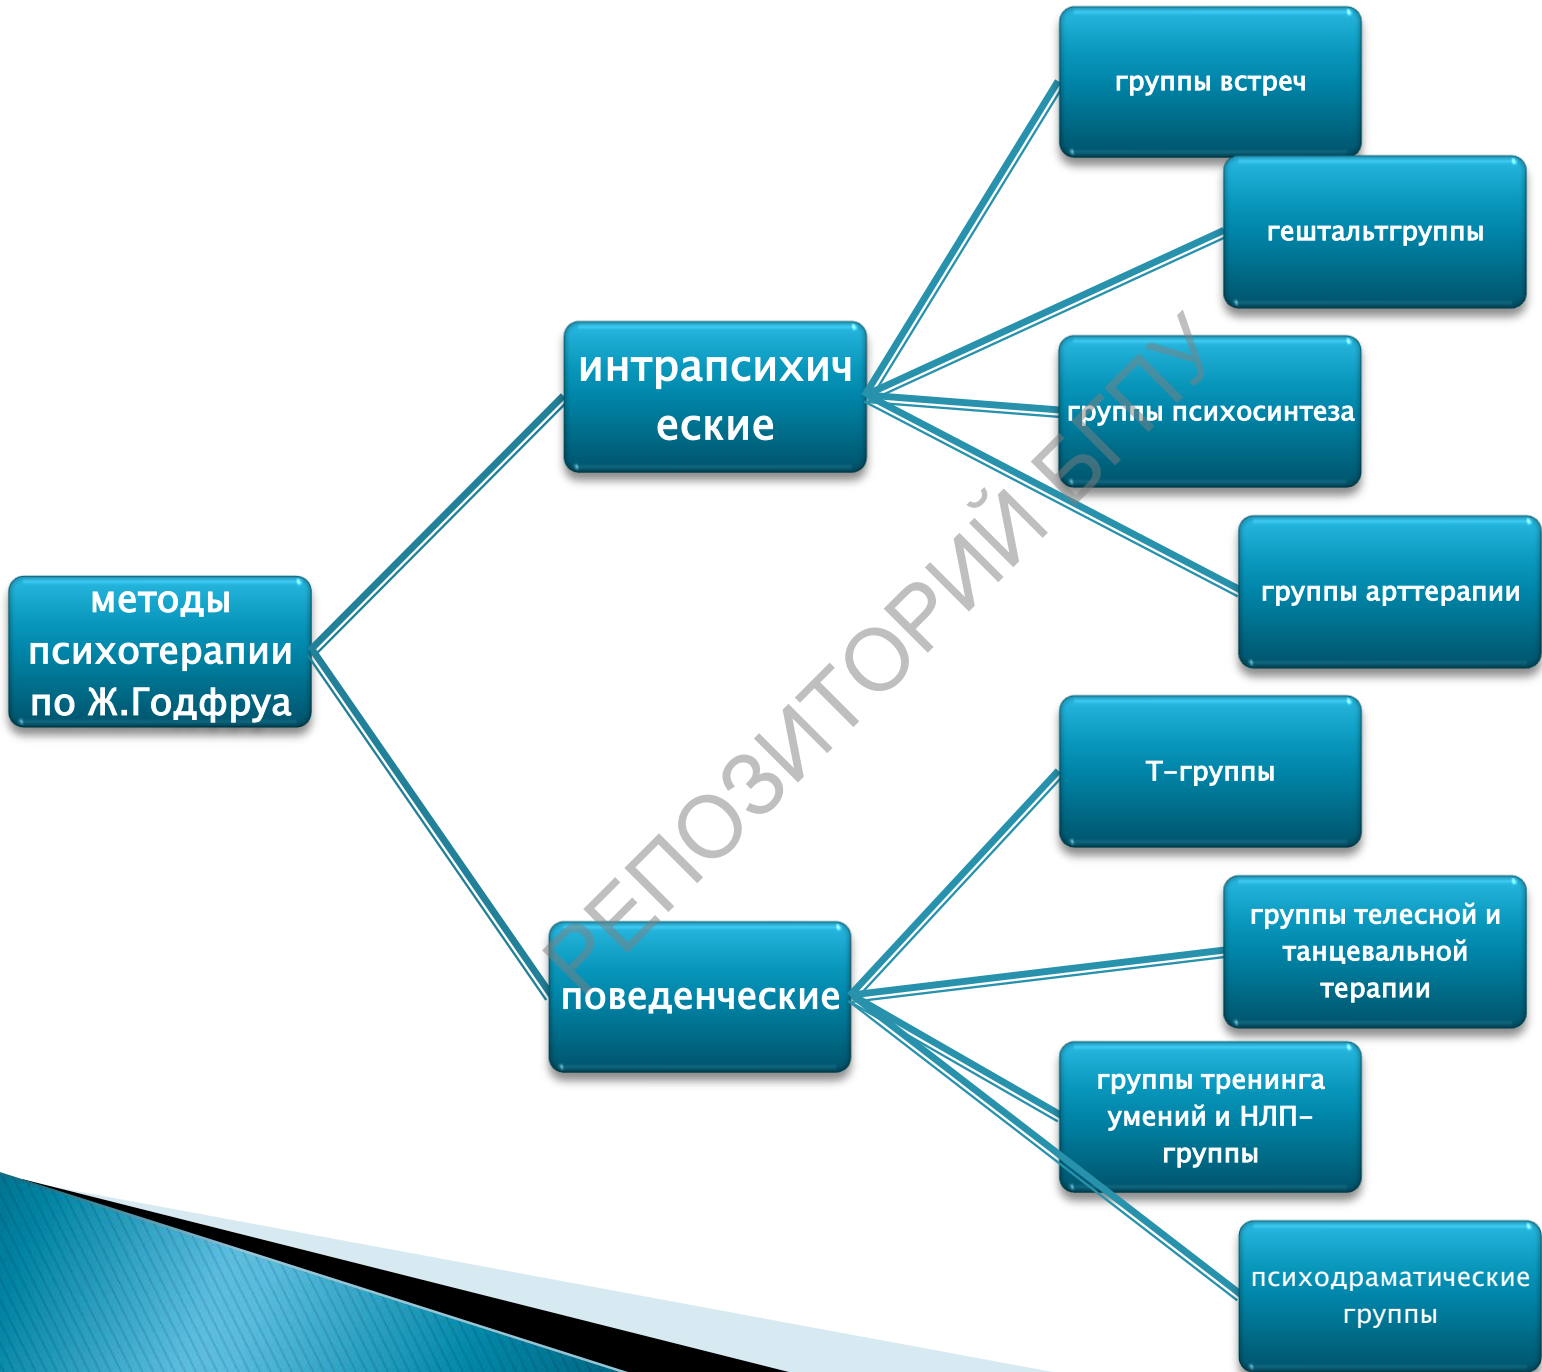 группы встреч
гештальтгруппы
интрапсихич
еские
группы психосинтеза
группы арттерапии
методы
психотерапии
по Ж.Годфруа
Т-группы
группы телесной и
танцевальной
терапии
поведенческие
группы тренинга
умений и НЛП-
группы
психодраматические
группы
РЕПОЗИТОРИЙ БГПУ